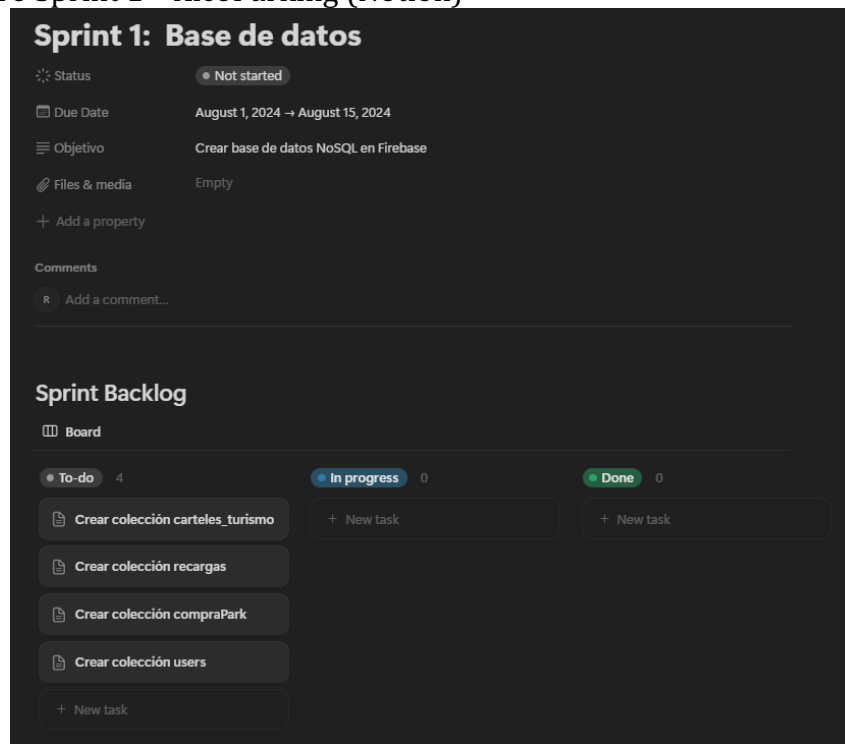 Sprint 1: Base de datos
Status Not started
Due Date August 1, 2024 → August 15, 2024
Objetivo Crear base de datos NoSQL en Firebase
Files & media Empty
+ Add a property
Comments
R Add a comment...
Sprint Backlog
Board
To-do 4 In progress 0 Done 0
Crear colección carteles_turismo + New task + New task
Crear colección recargas
Crear colección compraPark
Crear colección users
+ New task